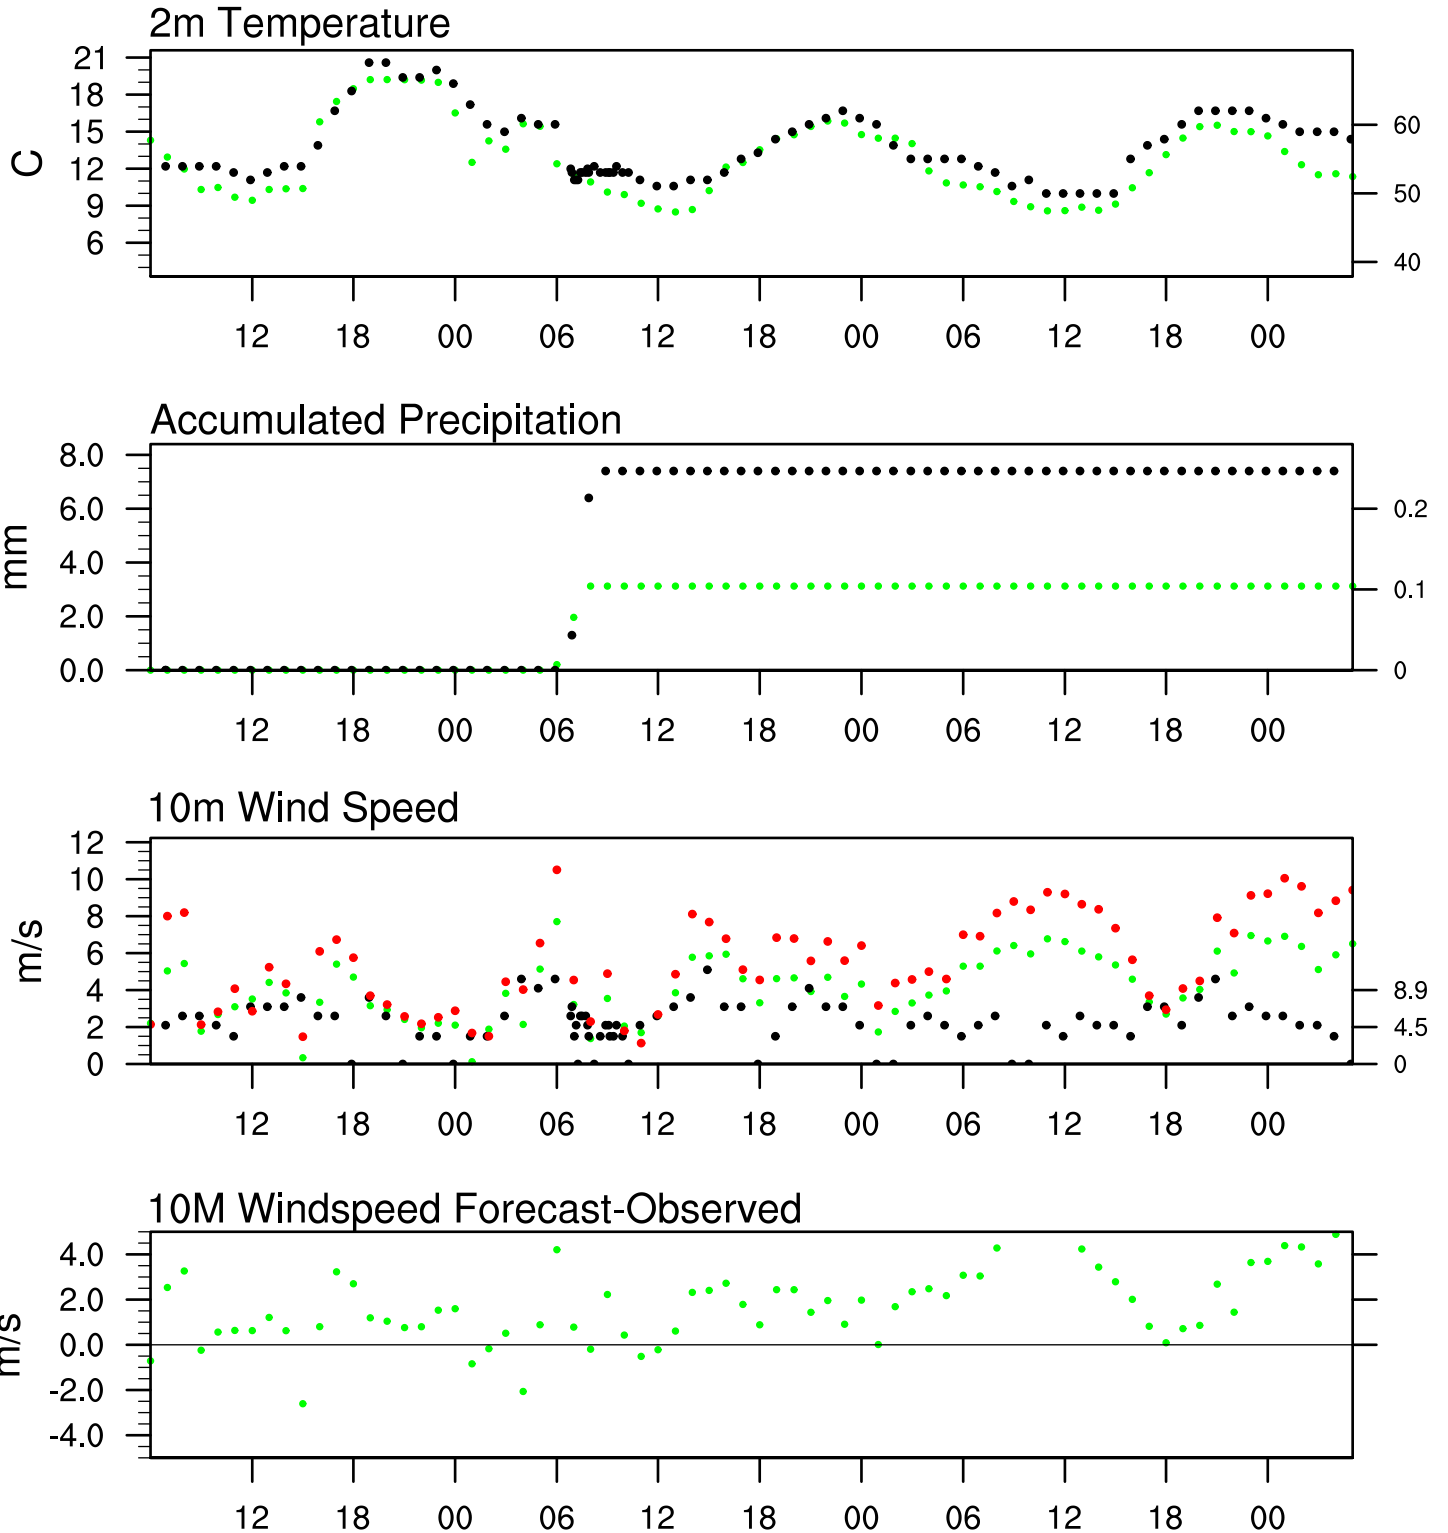 2m Temperature
21
18
15
12
9
6
C
60
50
40
12 18 00 06 12 18 00 06 12 18 00
Accumulated Precipitation
8.0
6.0
4.0
2.0
0.0
mm
0.2
0.1
0
12 18 00 06 12 18 00 06 12 18 00
10m Wind Speed
12
10
8
6
4
2
0
m/s
8.9
4.5
0
12 18 00 06 12 18 00 06 12 18 00
10M Windspeed Forecast-Observed
4.0
2.0
0.0
-2.0
-4.0
m/s
12 18 00 06 12 18 00 06 12 18 00